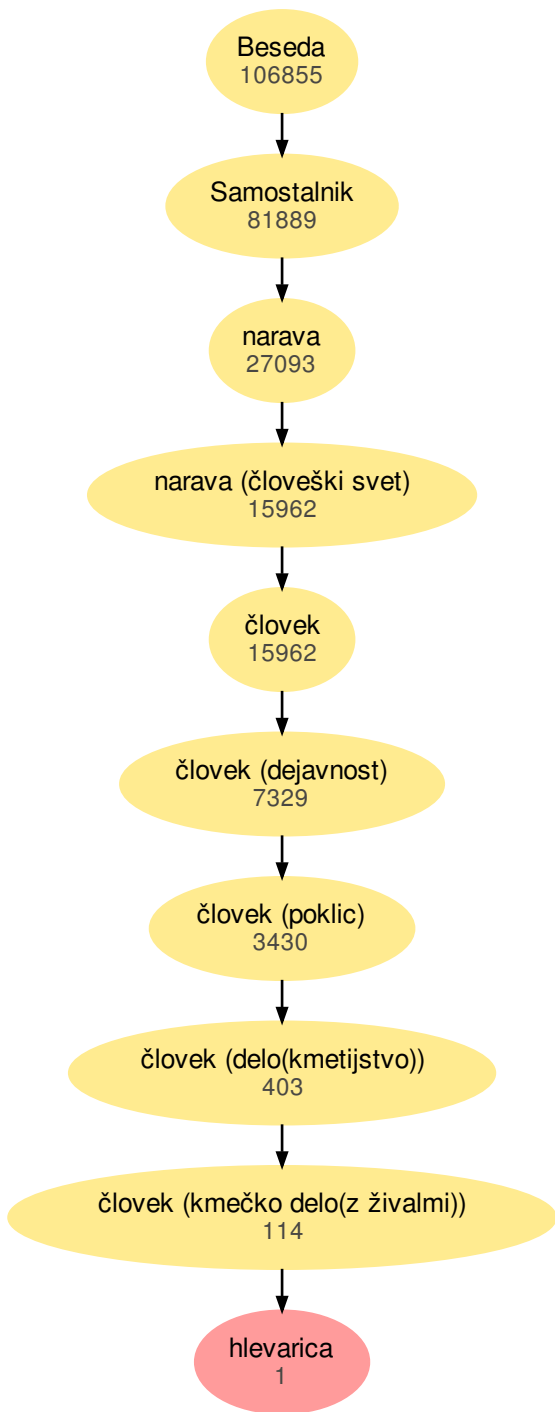 Beseda
106855
Samostalnik
81889
narava
27093
narava (človeški svet)
15962
človek
15962
človek (dejavnost)
7329
človek (poklic)
3430
človek (delo(kmetijstvo))
403
človek (kmečko delo(z živalmi))
114
hlevarica
1